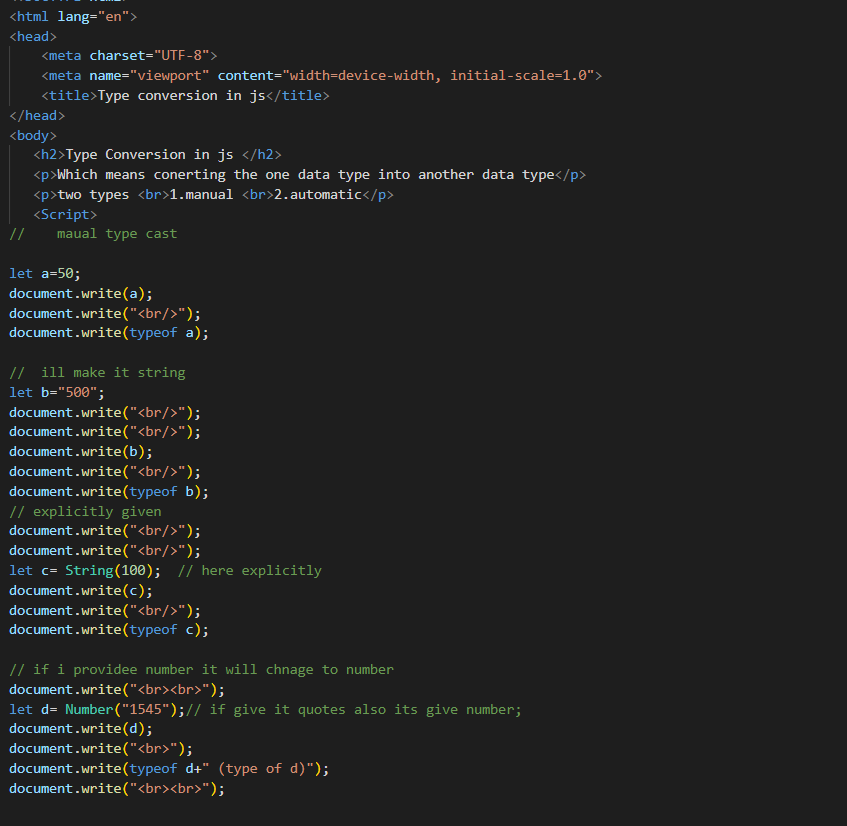 <html lang="en">
<head>
    <meta charset="UTF-8">
    <meta name="viewport" content="width=device-width, initial-scale=1.0">
    <title>Type conversion in js</title>
</head>
<body>
   <h2>Type Conversion in js </h2>
   <p>Which means conerting the one data type into another data type</p>
   <p>two types <br>1.manual <br>2.automatic</p>
   <Script>
//    maual type cast
let a=50;
document.write(a);
document.write("<br/>");
document.write(typeof a);
//  ill make it string
let b="500";
document.write("<br/>");
document.write("<br/>");
document.write(b);
document.write("<br/>");
document.write(typeof b);
// explicitly given
document.write("<br/>");
document.write("<br/>");
let c= String(100);  // here explicitly
document.write(c);
document.write("<br/>");
document.write(typeof c);
// if i providee number it will chnage to number
document.write("<br><br>");
let d= Number("1545");// if give it quotes also its give number;
document.write(d);
document.write("<br>");
document.write(typeof d+" (type of d)");
document.write("<br><br>");